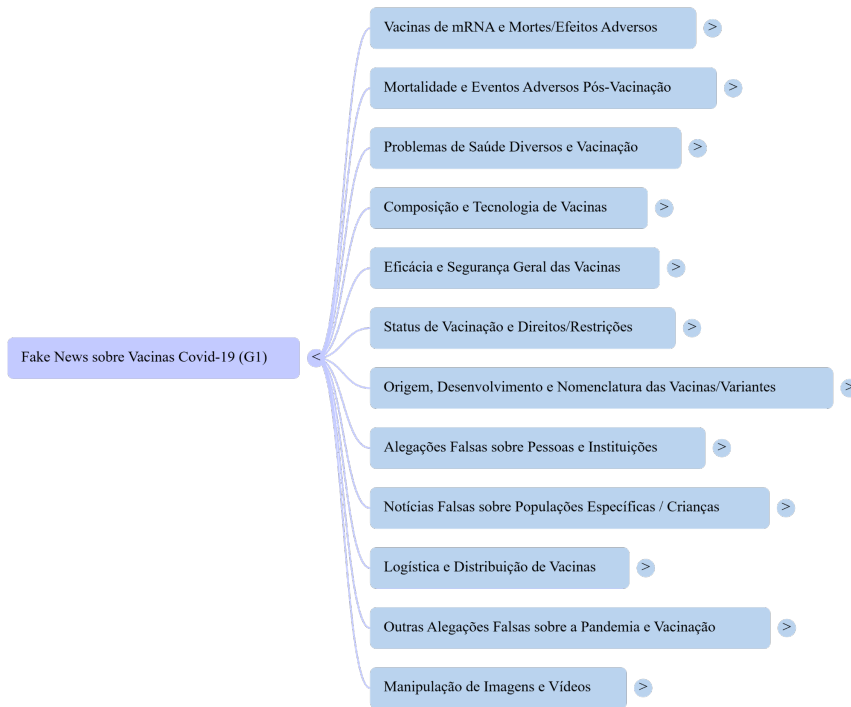 Vacinas de mRNA e Mortes/Efeitos Adversos >
Mortalidade e Eventos Adversos Pós-Vacinação >
Problemas de Saúde Diversos e Vacinação >
Composição e Tecnologia de Vacinas >
Eficácia e Segurança Geral das Vacinas >
Status de Vacinação e Direitos/Restrições >
Fake News sobre Vacinas Covid-19 (G1) <
Origem, Desenvolvimento e Nomenclatura das Vacinas/Variantes >
Alegações Falsas sobre Pessoas e Instituições >
Notícias Falsas sobre Populações Específicas / Crianças >
Logística e Distribuição de Vacinas >
Outras Alegações Falsas sobre a Pandemia e Vacinação >
Manipulação de Imagens e Vídeos >